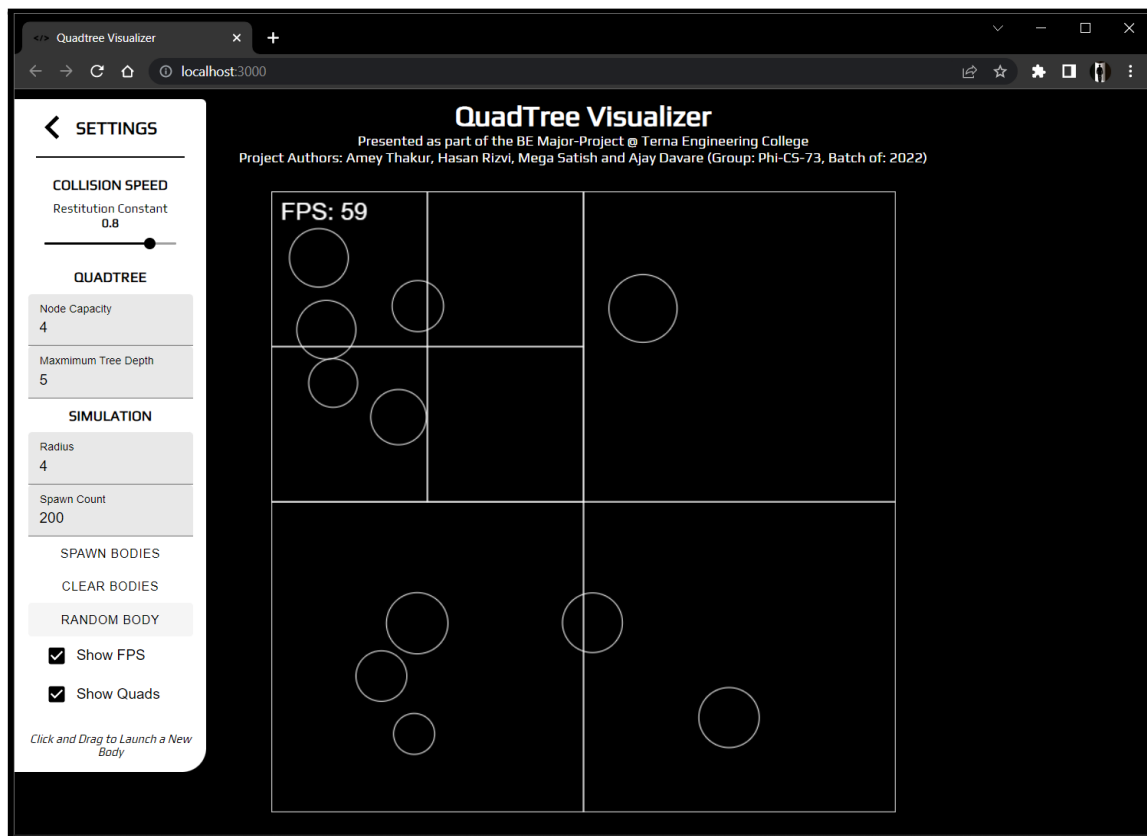 Quadtree Visualizer
localhost:3000
SETTINGS
COLLISION SPEED
Restitution Constant
0.8
QUADTREE
Node Capacity
4
Maxmimum Tree Depth
5
SIMULATION
Radius
4
Spawn Count
200
SPAWN BODIES
CLEAR BODIES
RANDOM BODY
Show FPS
Show Quads
Click and Drag to Launch a New
Body
QuadTree Visualizer
Presented as part of the BE Major-Project @ Terna Engineering College
Project Authors: Amey Thakur, Hasan Rizvi, Mega Satish and Ajay Davare (Group: Phi-CS-73, Batch of: 2022)
FPS: 59